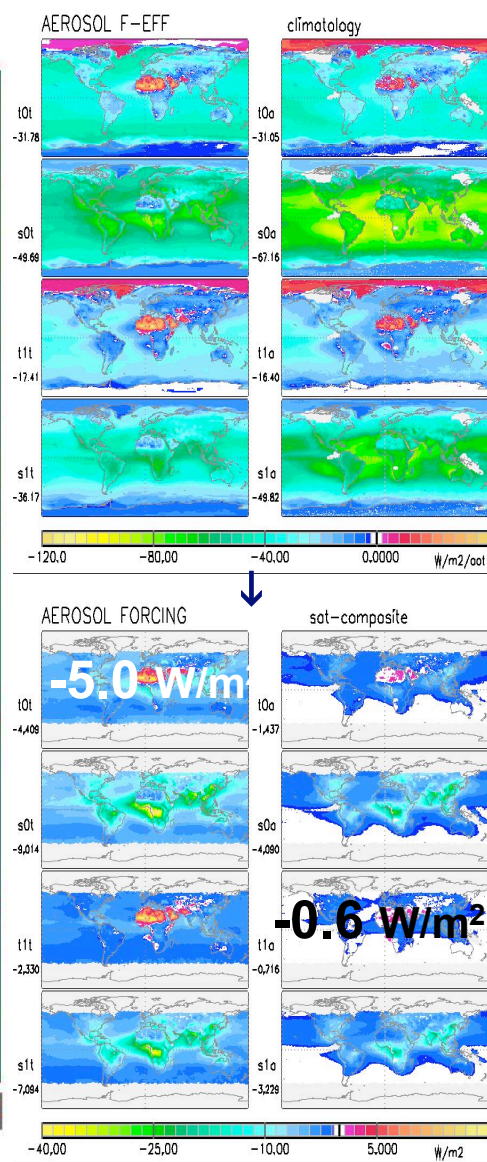 AEROSOL F-EFF climatology
t0t t0a
-31.78 -31.05
s0t s0a
-49.69 -67.16
t1t t1a
-17.41 -16.40
s1t s1a
-36.17 -49.82
-120.0 -80.00 -40.00 0.0000 W/m2/aot
AEROSOL FORCING sat-composite
-5.0 W/m²
t0t t0a
-4,409 -1,437
s0t s0a
-9,014 -4,090
-0.6 W/m²
t1t t1a
-2,330 -0,716
s1t s1a
-7,094 -3,229
-40,00 -25,00 -10,00 5,000 W/m2